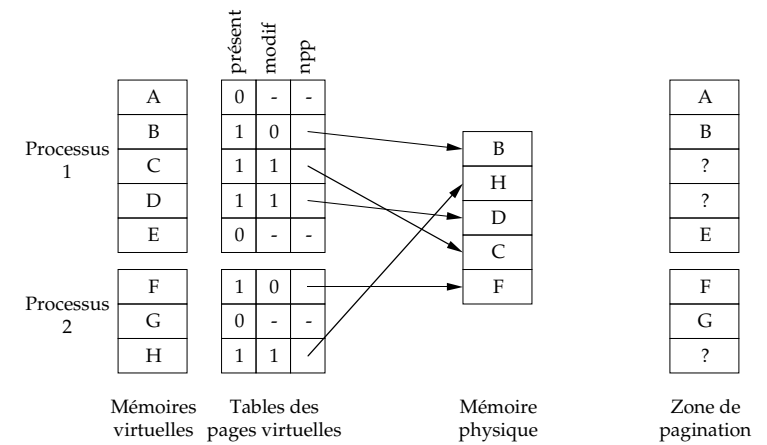 présent modif npp
A 0 - - A
B 1 0 B
Processus 1
C 1 1 B ?
D 1 1 H ?
E 0 - - D E
C
F 1 0 F F
Processus 2
G 0 - - G
H 1 1 ?
Mémoires virtuelles
Tables des pages virtuelles
Mémoire physique
Zone de pagination